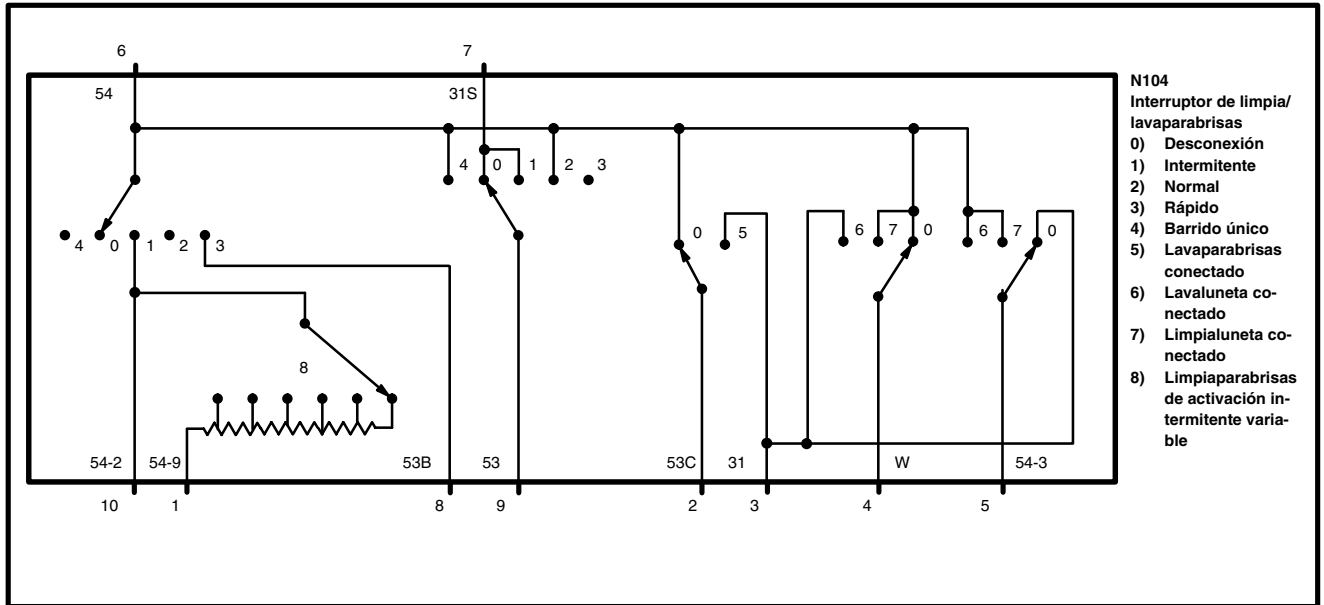 6 7
54 31S
4 0 1 2 3
4 0 1 2 3
0 5 6 7 0 6 7 0
8
54-2 54-9 53B 53 53C 31 W 54-3
10 1 8 9 2 3 4 5
N104
Interruptor de limpia/
lavaparabrisas
0) Desconexión
1) Intermitente
2) Normal
3) Rápido
4) Barrido único
5) Lavaparabrisas
conectado
6) Lavaluneta co-
nectado
7) Limpialuneta co-
nectado
8) Limpiaparabrisas
de activación in-
termitente varia-
ble